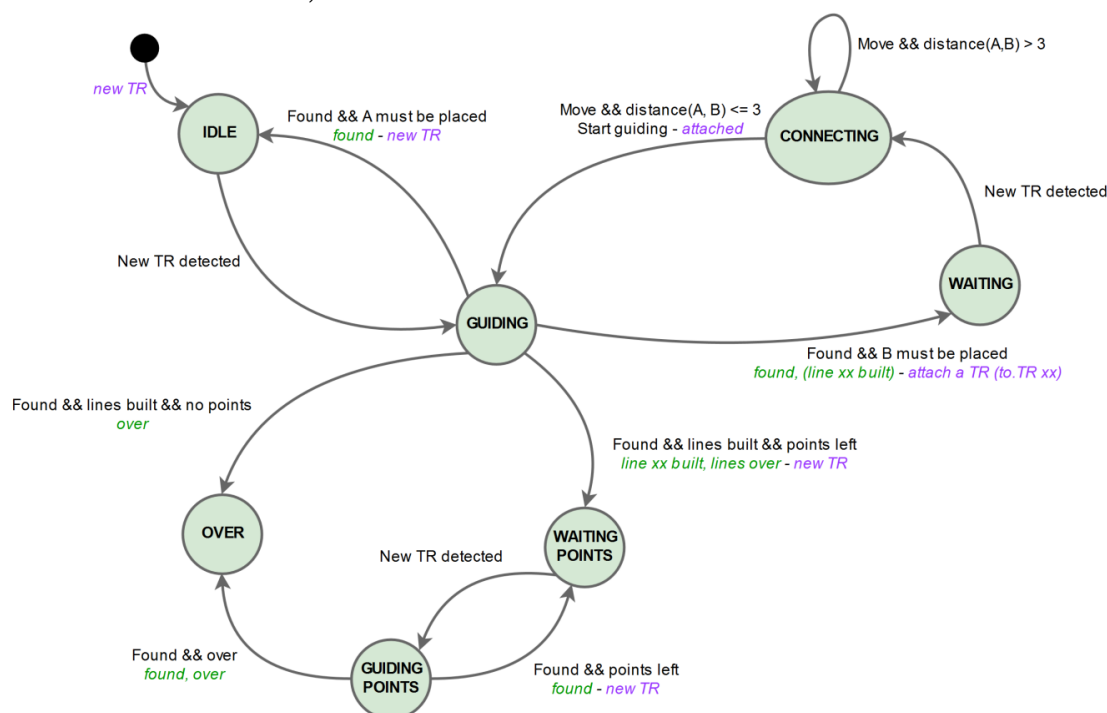 Move && distance(A,B) > 3
new TR
Found && A must be placed
found - new TR
IDLE
Move && distance(A, B) <= 3
Start guiding - attached
CONNECTING
New TR detected
New TR detected
WAITING
GUIDING
Found && B must be placed
found, (line xx built) - attach a TR (to.TR xx)
Found && lines built && no points
over
Found && lines built && points left
line xx built, lines over - new TR
OVER
WAITING
POINTS
New TR detected
Found && over
found, over
GUIDING
POINTS
Found && points left
found - new TR